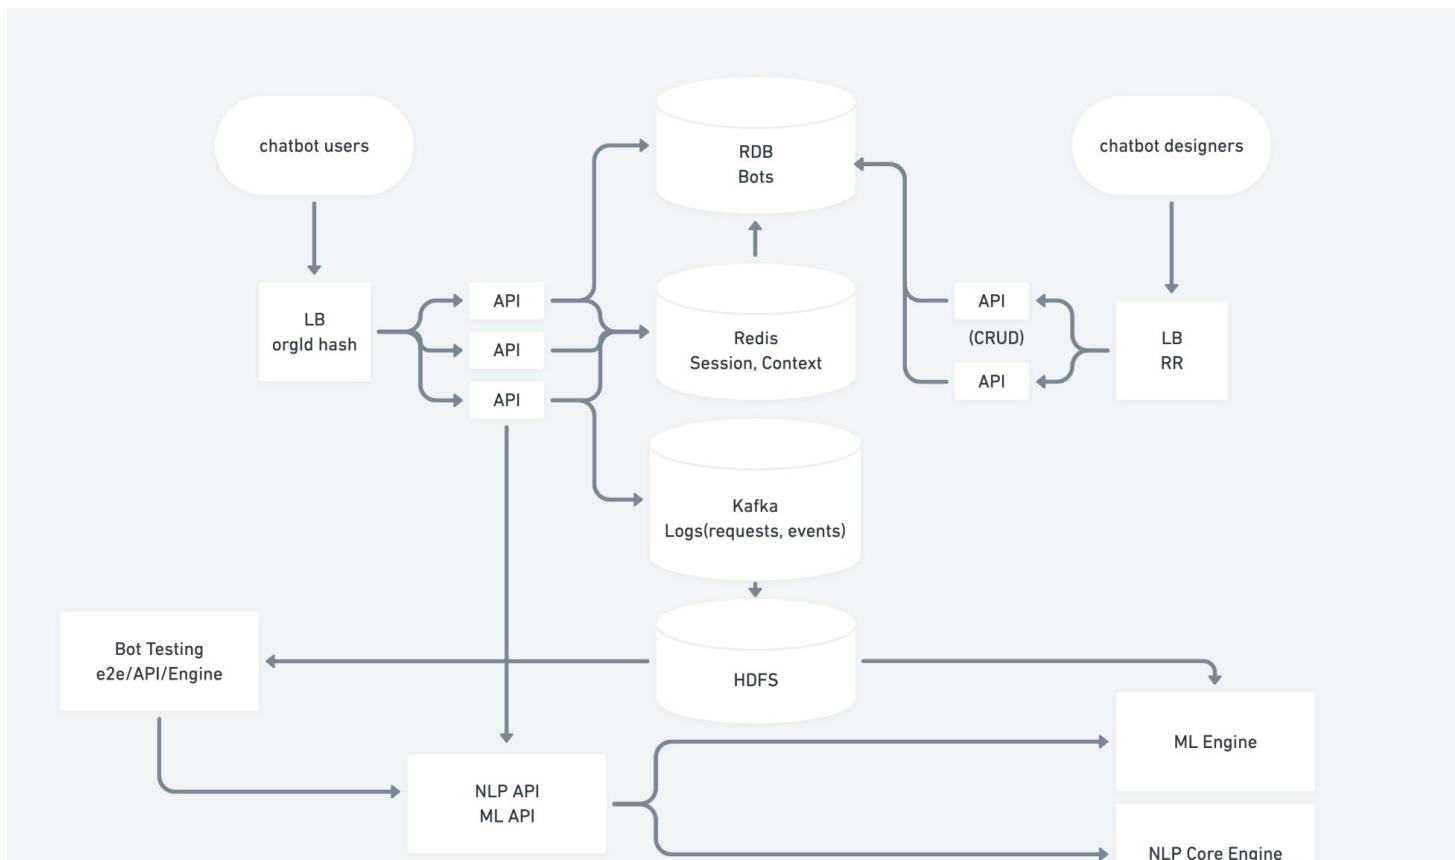 chatbot users
RDB
Bots
chatbot designers
LB
orgId hash
API
API
API
Redis
Session, Context
API
(CRUD)
API
LB
RR
Kafka
Logs(requests, events)
Bot Testing
e2e/API/Engine
HDFS
ML Engine
NLP API
ML API
NLP Core Engine